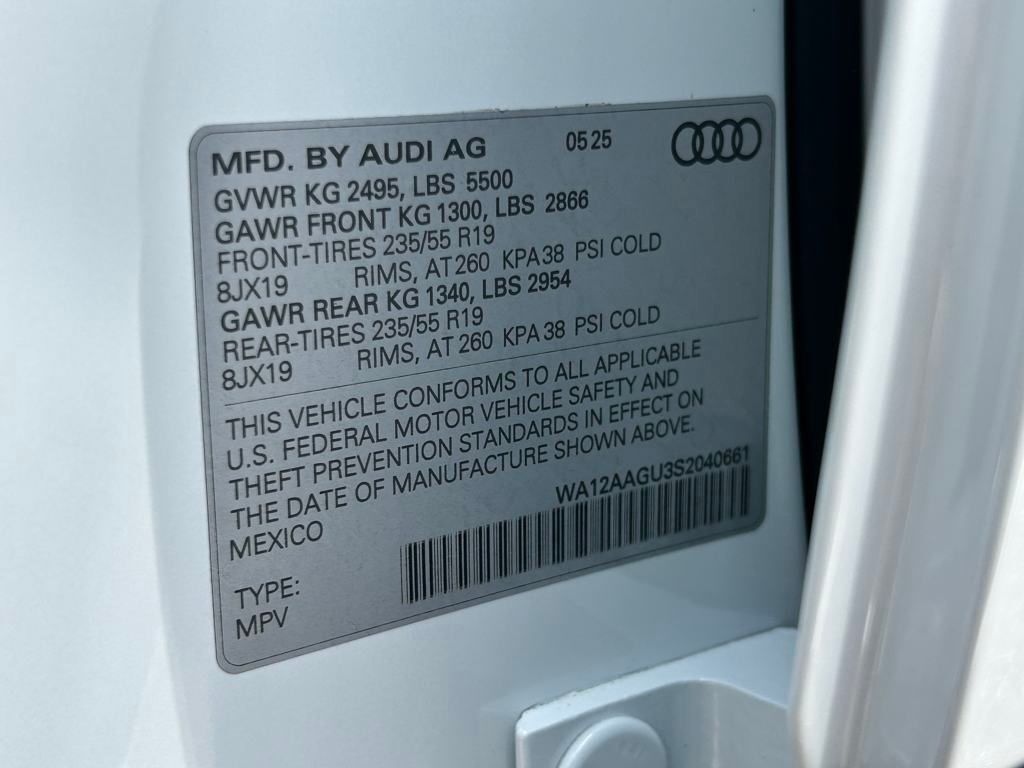 MFD. BY AUDI AG 05 25
GVWR KG 2495, LBS 5500
GAWR FRONT KG 1300, LBS 2866
FRONT-TIRES 235/55 R19
8JX19 RIMS, AT 260 KPA 38 PSI COLD
GAWR REAR KG 1340, LBS 2954
REAR-TIRES 235/55 R19
8JX19 RIMS, AT 260 KPA 38 PSI COLD
THIS VEHICLE CONFORMS TO ALL APPLICABLE
U.S. FEDERAL MOTOR VEHICLE SAFETY AND
THEFT PREVENTION STANDARDS IN EFFECT ON
THE DATE OF MANUFACTURE SHOWN ABOVE.
MEXICO WA12AAGU3S2040661
TYPE:
MPV